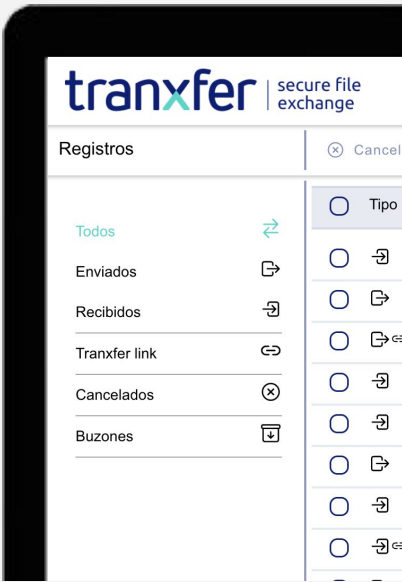 tranxfer
secure file
exchange
Registros
Cancel
Tipo
Todos
Enviados
Recibidos
Tranxfer link
Cancelados
Buzones